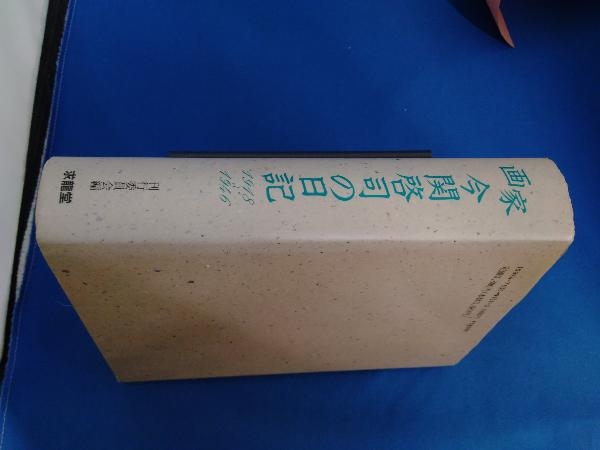 画家 今関啓司の日記
1918-1946
刊行委員会編
求龍堂